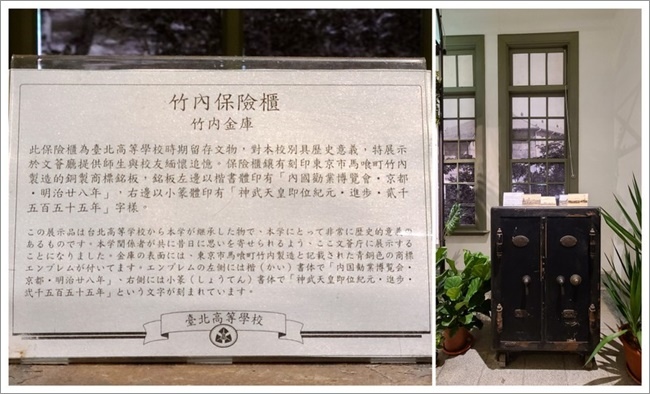 竹內保險櫃
竹内金庫
此保險櫃為臺北高等學校時期留存文物，對本校別具歷史意義，特展示
於文薈廳提供師生與校友緬懷追憶。保險櫃鑲有刻印東京市馬喰町竹內
製造的銅製商標銘板，銘板左邊以楷書體印有「內國勸業博覽會・京都
・明治廿八年」，右邊以小篆體印有「神武天皇即位紀元・進步・貳千
五百五十五年」字樣。
この展示品は台北高等学校から本学が継承した物で、本学にとって非常に歴史的意義の
あるものです。本学関係者が共に昔日に思いを寄せられるよう、ここ文薈庁に展示する
ことになりました。金庫の表面には、東京市馬喰町竹内製造と記載された青銅色の商標
エンブレムが付いてます。エンブレムの左側には楷（かい）書体で「内国勧業博覧会・
京都・明治廿八年」、右側には小篆（しょうてん）書体で「神武天皇即位紀元・進步・
弐千五百五十五年」という文字が刻まれています。
臺北高等學校